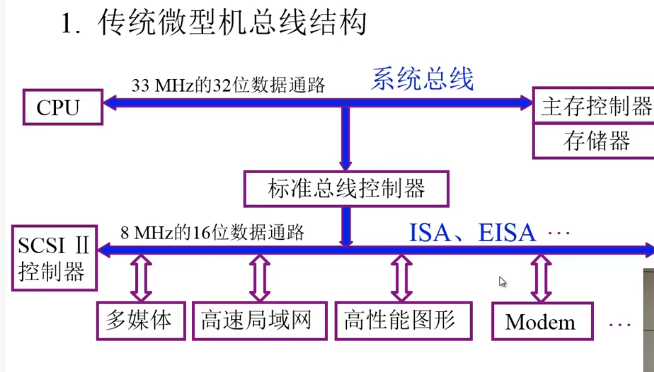 1. 传统微型机总线结构
33 MHz的32位数据通路
系统总线
CPU
主存控制器
存储器
标准总线控制器
8 MHz的16位数据通路
ISA、EISA …
SCSI Ⅱ
控制器
多媒体
高速局域网
高性能图形
Modem
…